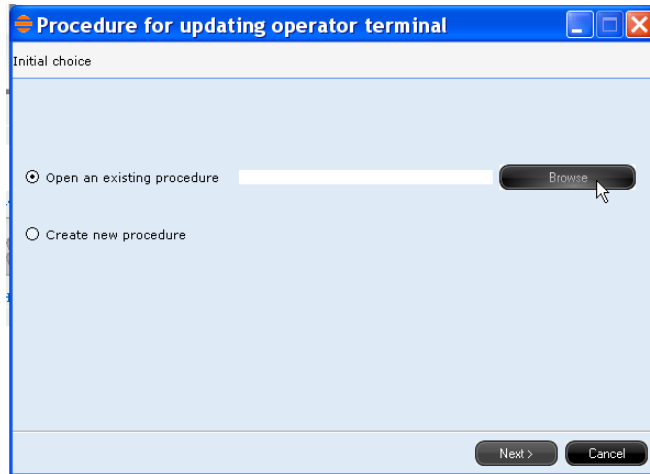 Procedure for updating operator terminal
Initial choice
Open an existing procedure
Browse
Create new procedure
Next >
Cancel